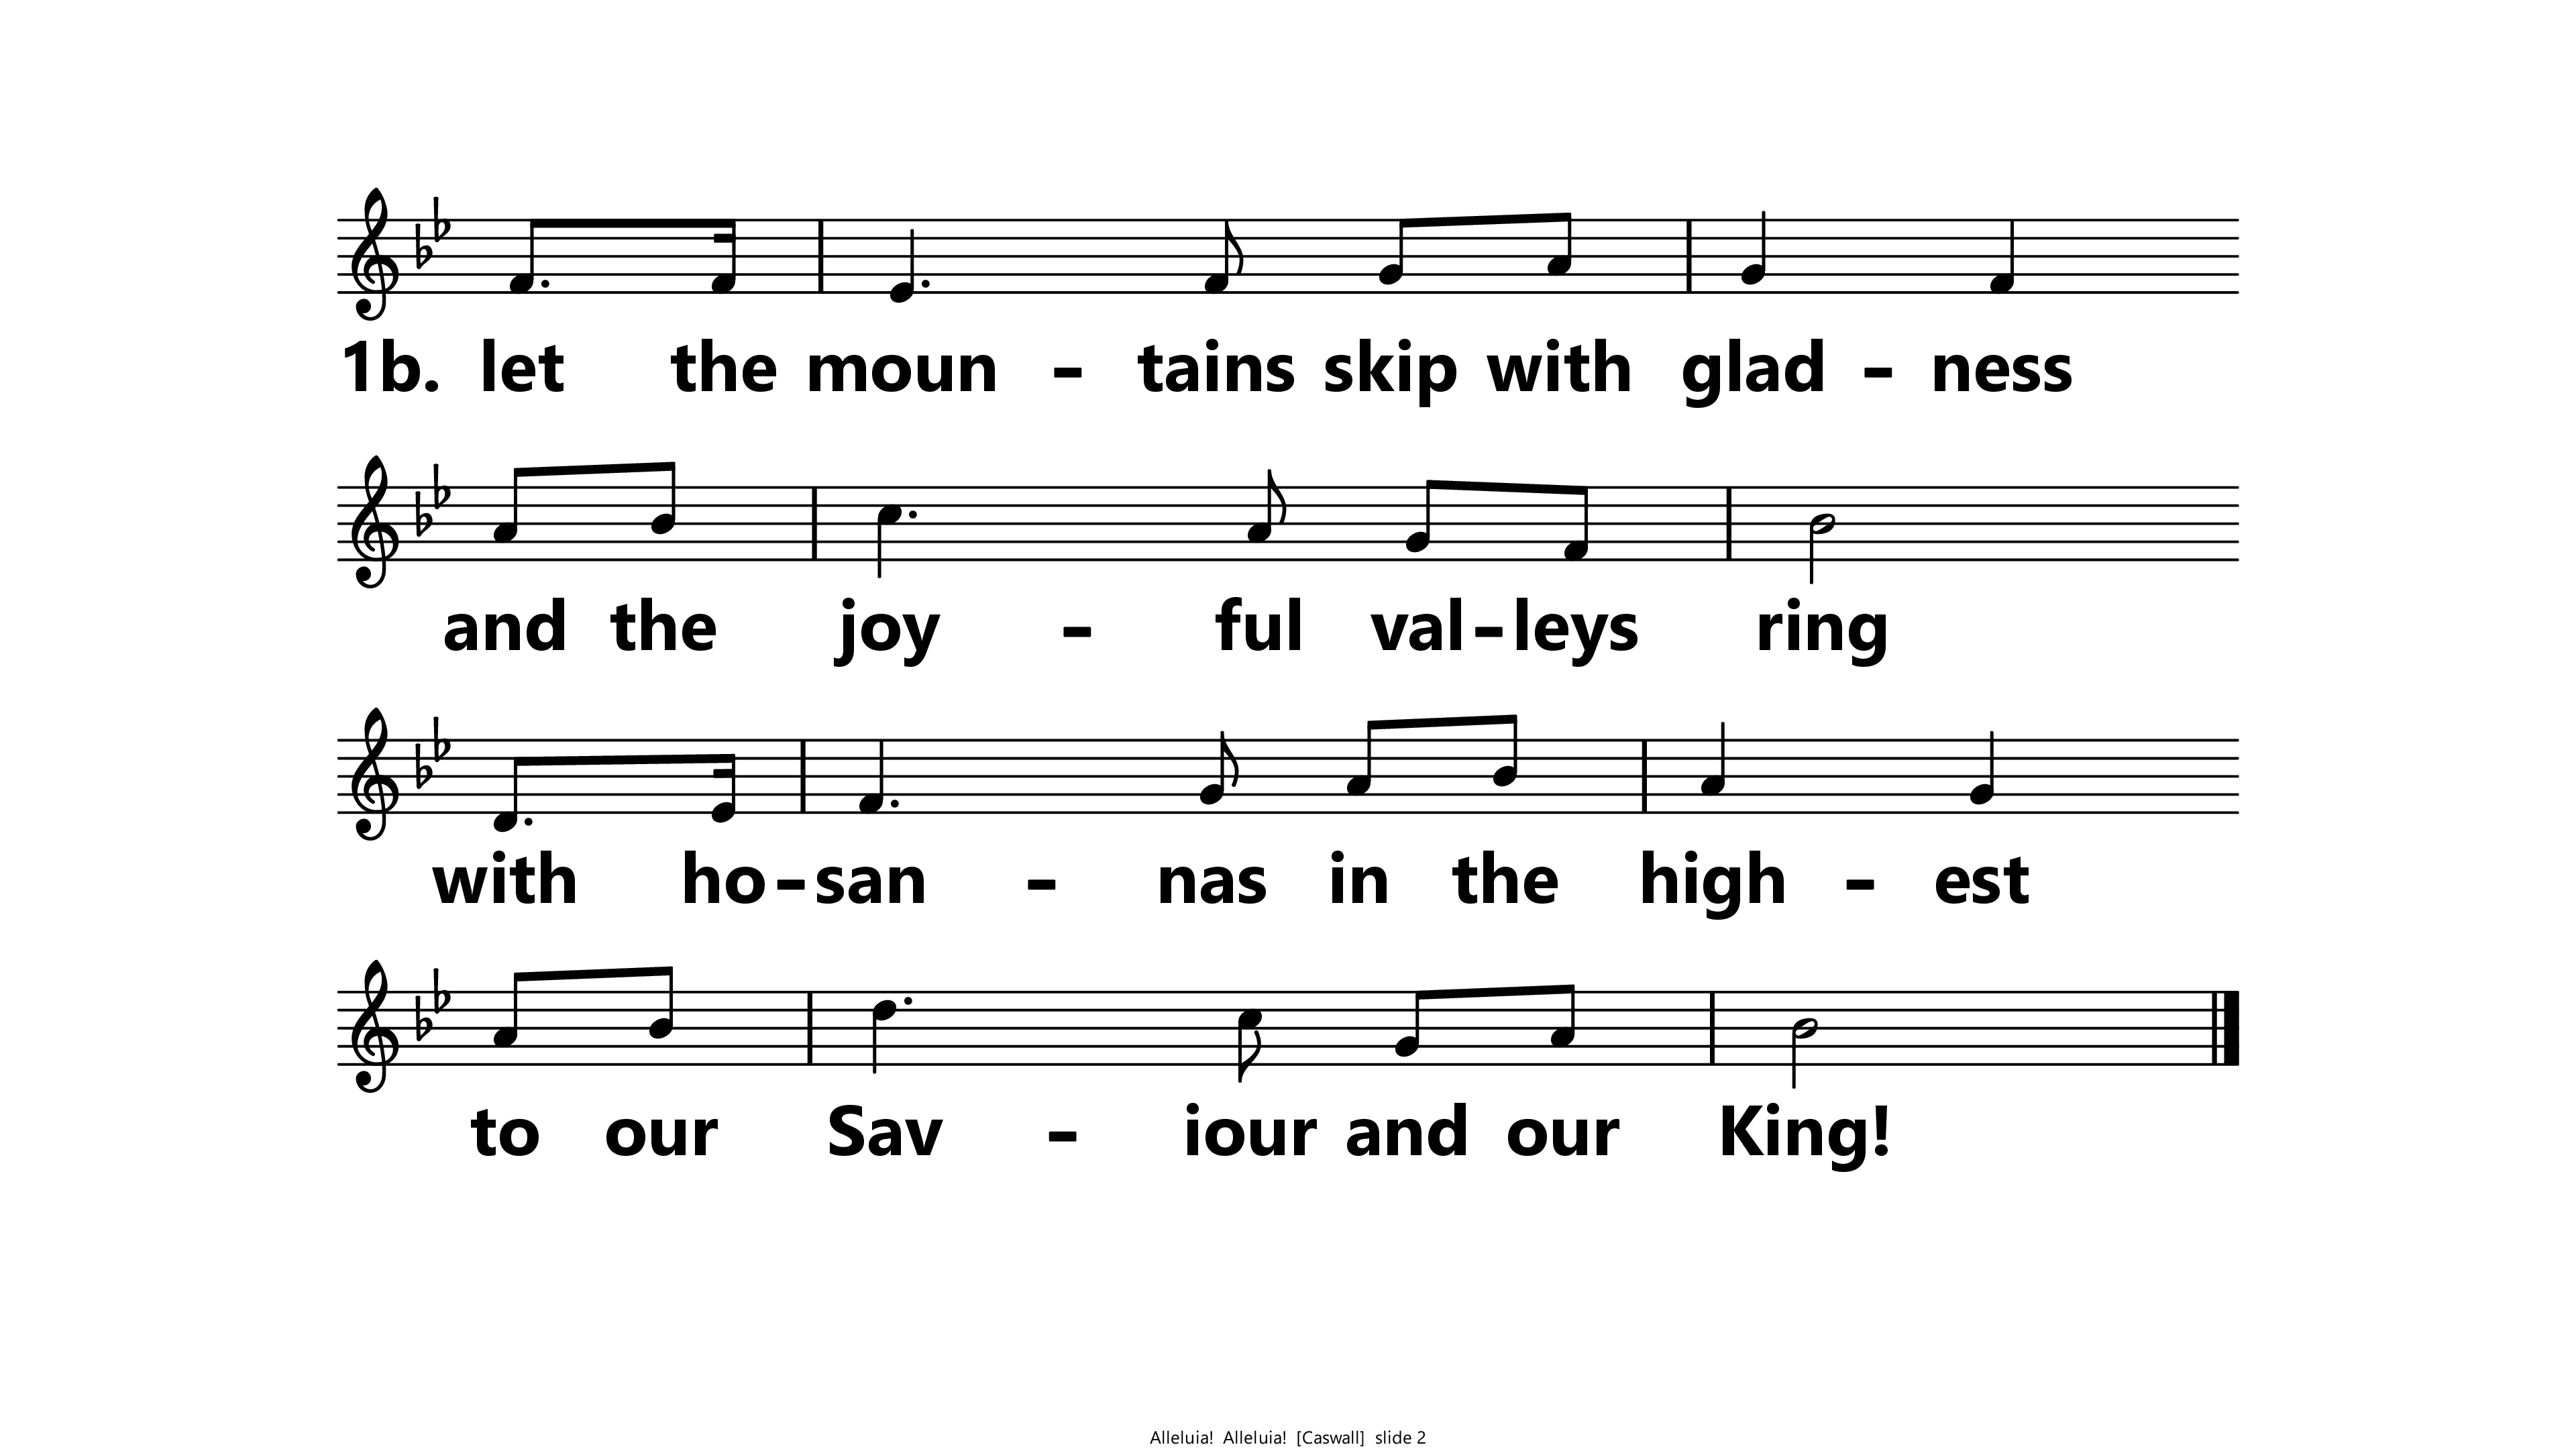 1b. let the moun - tains skip with glad - ness
and the joy - ful val - leys ring
with ho - san - nas in the high - est
to our Sav - iour and our King!
Alleluia! Alleluia! [Caswall] slide 2